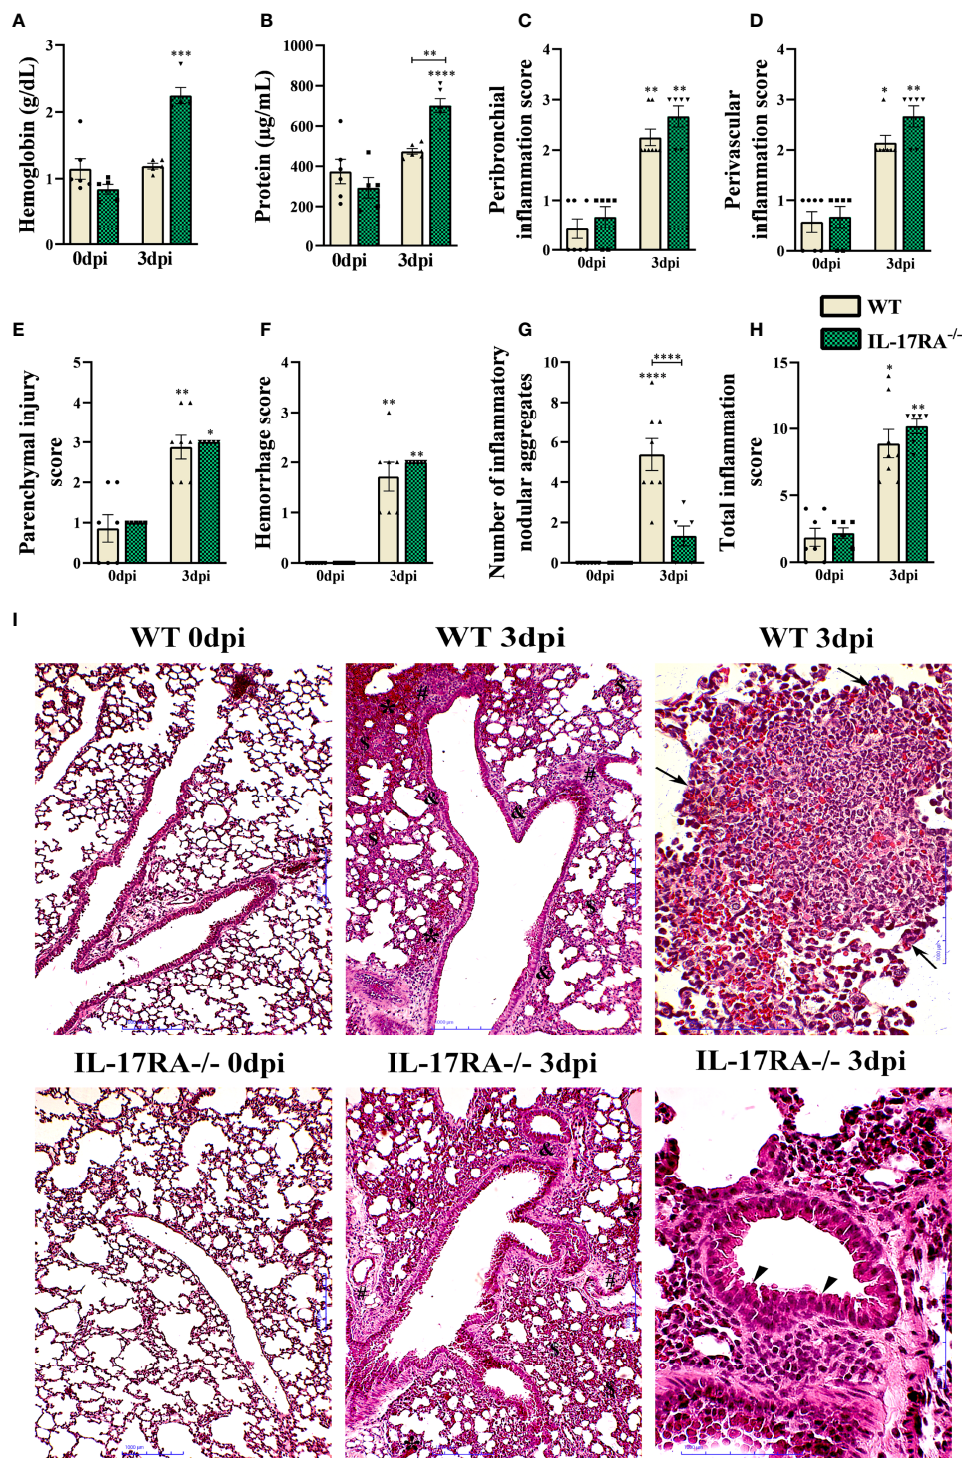 A
Hemoglobin (g/dL)
3
2
1
0
***
0dpi 3dpi
B
Protein (µg/mL)
1000
800
600
400
200
0
**
****
0dpi 3dpi
C
Peribronchial
inflammation score
4
3
2
1
0
** **
0dpi 3dpi
D
Perivascular
inflammation score
4
3
2
1
0
* **
0dpi 3dpi
WT
IL-17RA-/-
E
Parenchymal injury
score
5
4
3
2
1
0
** *
0dpi 3dpi
F
Hemorrhage score
4
3
2
1
0
** **
0dpi 3dpi
G
Number of inflammatory
nodular aggregates
10
8
6
4
2
0
****
****
0dpi 3dpi
H
Total inflammation
score
15
10
5
0
* **
0dpi 3dpi
I
WT 0dpi
WT 3dpi
# $ * $ # & & $ $ * &
WT 3dpi
IL-17RA-/- 0dpi
1000 µm
IL-17RA-/- 3dpi
$ & $ * # # $ $ *
IL-17RA-/- 3dpi